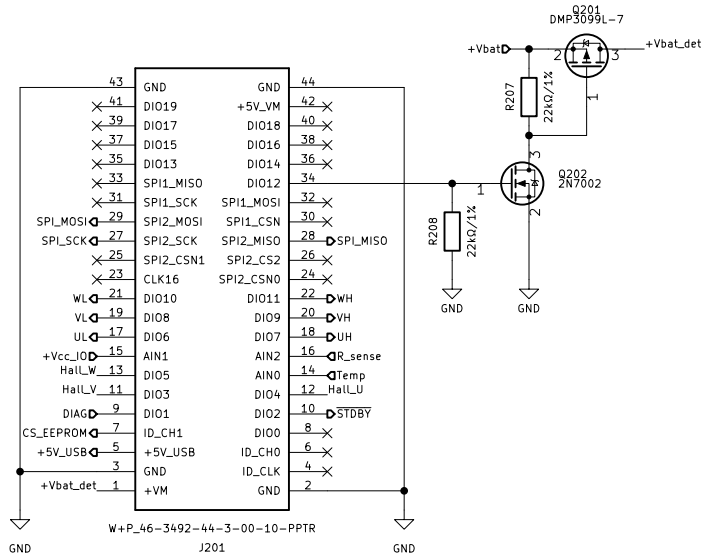 Q201
DMP3099L-7
+Vbat
2
3
+Vbat_det
R207
22kΩ/1%
1
3
Q202
2N7002
1
2
R208
22kΩ/1%
GND
GND
43 GND GND 44
41 DIO19 +5V_VM 42
39 DIO17 DIO18 40
37 DIO15 DIO16 38
35 DIO13 DIO14 36
33 SPI1_MISO DIO12 34
31 SPI1_SCK SPI1_MOSI 32
SPI_MOSI 29 SPI2_MOSI SPI1_CSN 30
SPI_SCK 27 SPI2_SCK SPI2_MISO 28 SPI_MISO
25 SPI2_CSN1 SPI2_CS2 26
23 CLK16 SPI2_CSN0 24
WL 21 DIO10 DIO11 22 WH
VL 19 DIO8 DIO9 20 VH
UL 17 DIO6 DIO7 18 UH
+Vcc_IO 15 AIN1 AIN2 16 R_sense
Hall_W 13 DIO5 AIN0 14 Temp
Hall_V 11 DIO3 DIO4 12 Hall_U
DIAG 9 DIO1 DIO2 10 STDBY
CS_EEPROM 7 ID_CH1 DIO0 8
+5V_USB 5 +5V_USB ID_CH0 6
3 GND ID_CLK 4
+Vbat_det 1 +VM GND 2
W+P_46-3492-44-3-00-10-PPTR
J201
GND
GND